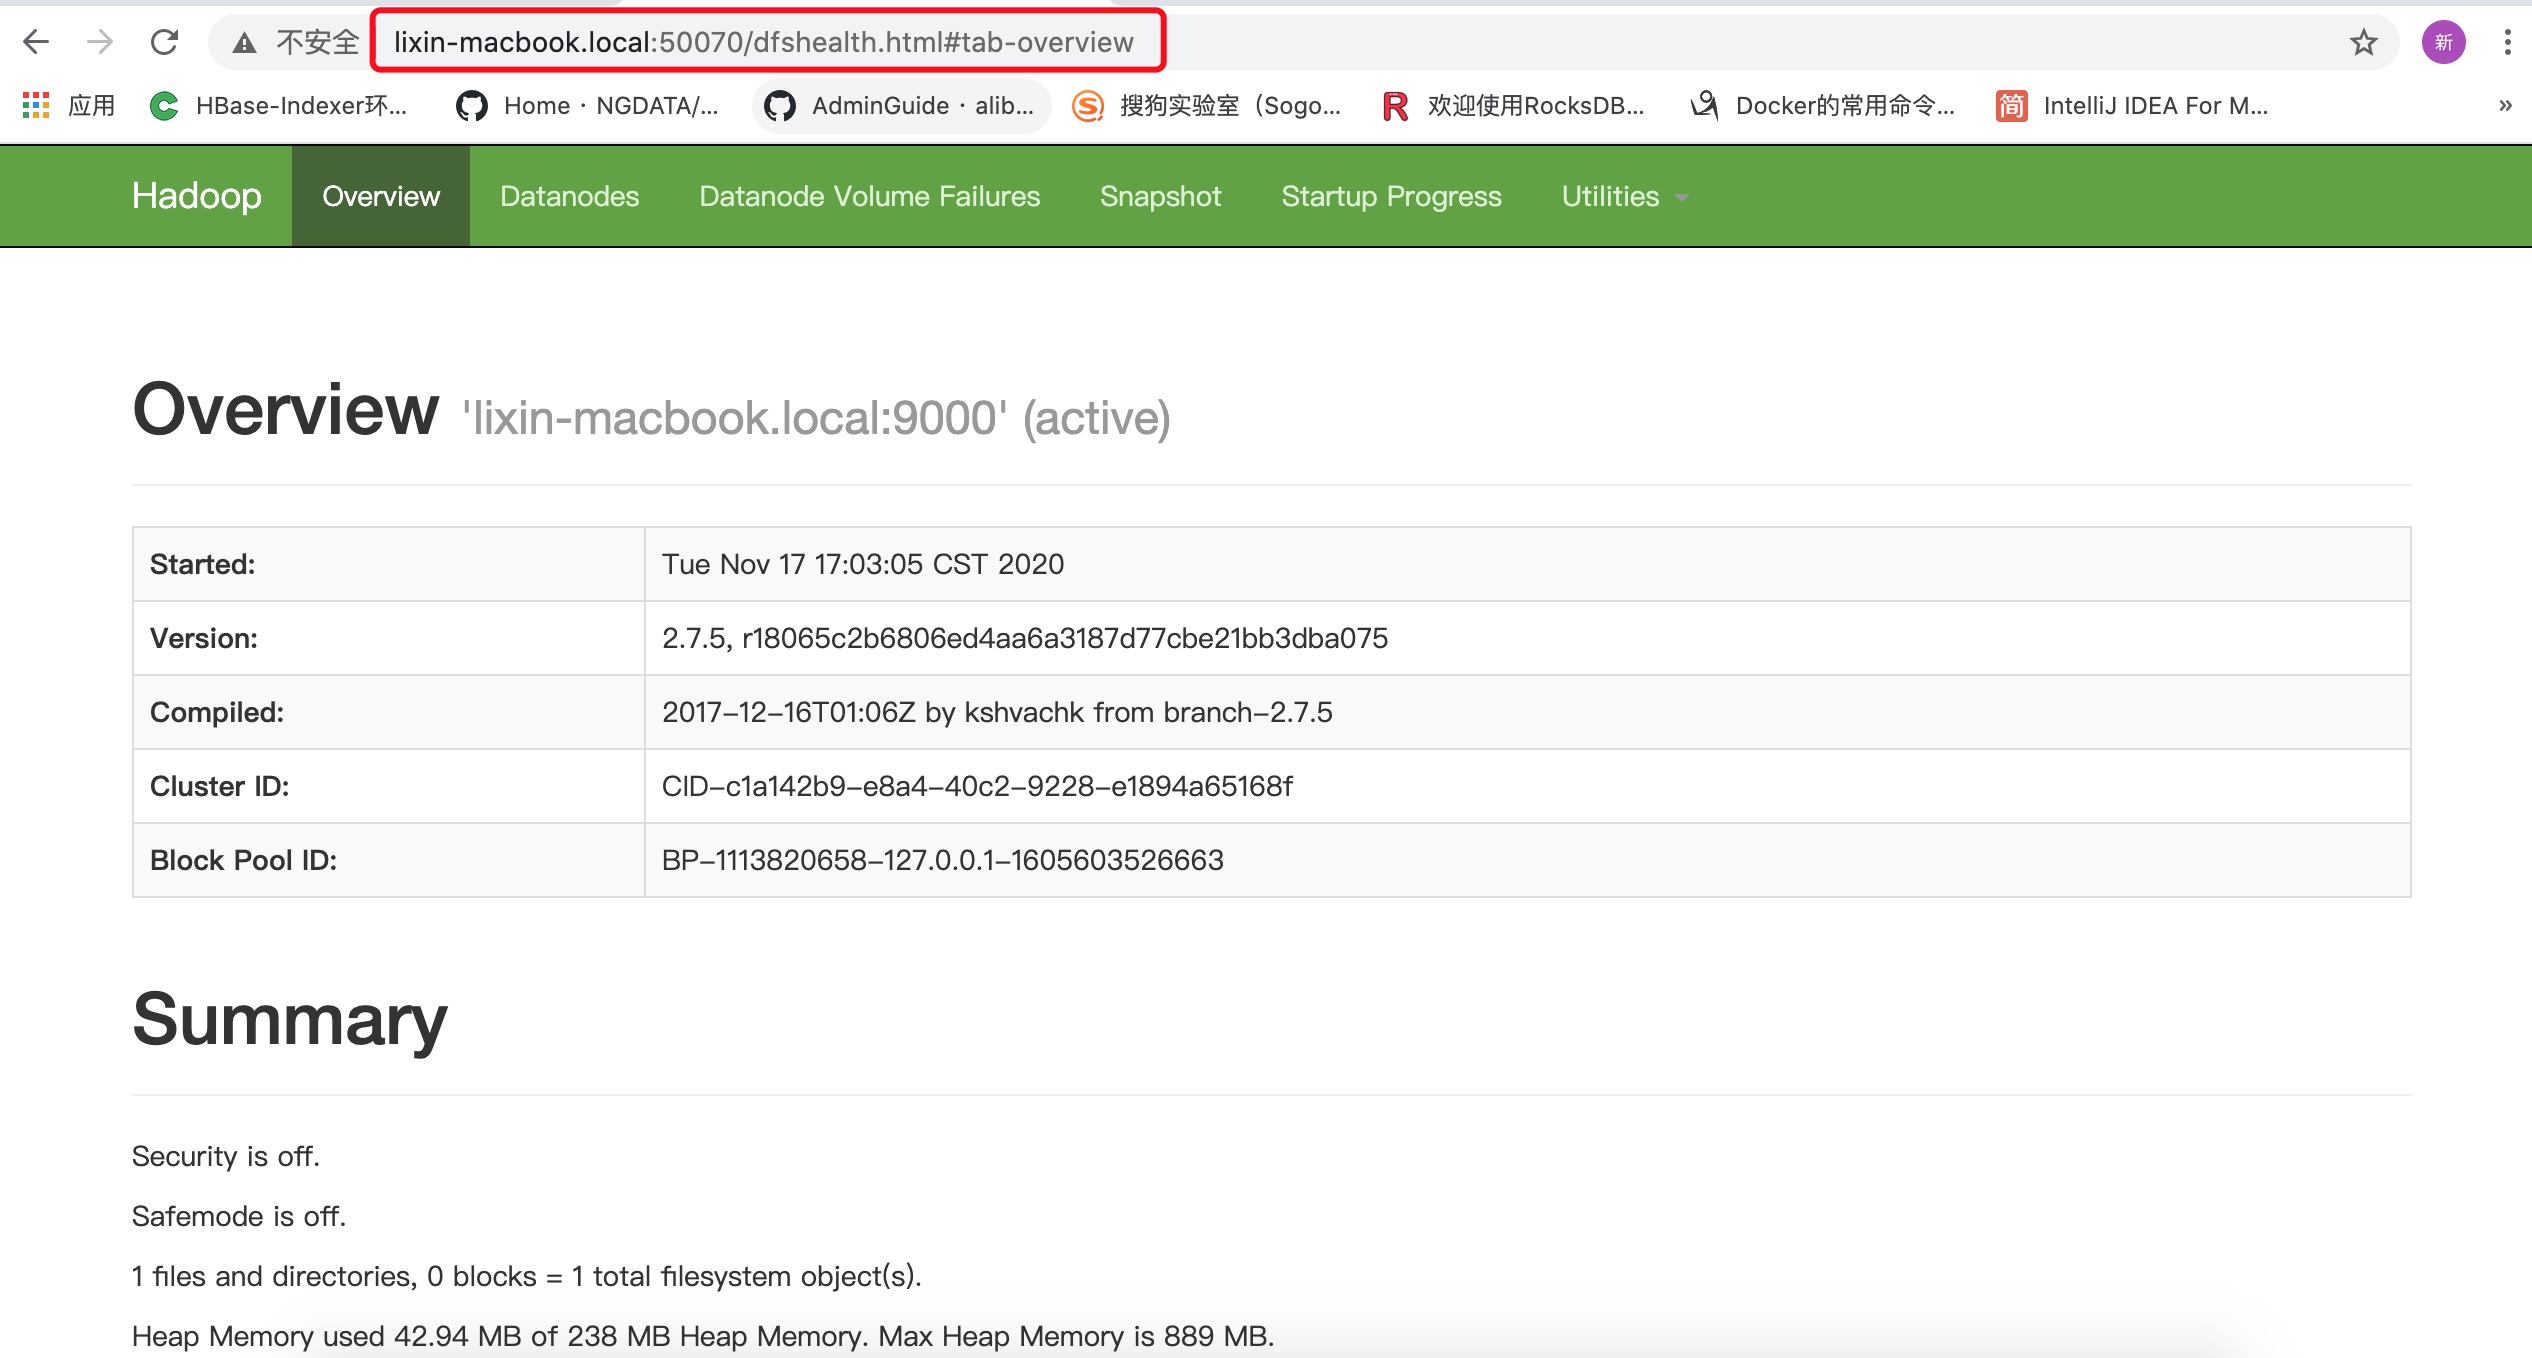 不安全 lixin-macbook.local:50070/dfshealth.html#tab-overview 新
应用 HBase-Indexer环... Home · NGDATA/... AdminGuide · alib... 搜狗实验室（Sogo... 欢迎使用RocksDB... Docker的常用命令... 简 IntelliJ IDEA For M... »
Hadoop Overview Datanodes Datanode Volume Failures Snapshot Startup Progress Utilities
Overview 'lixin-macbook.local:9000' (active)
Started: Tue Nov 17 17:03:05 CST 2020
Version: 2.7.5, r18065c2b6806ed4aa6a3187d77cbe21bb3dba075
Compiled: 2017-12-16T01:06Z by kshvachk from branch-2.7.5
Cluster ID: CID-c1a142b9-e8a4-40c2-9228-e1894a65168f
Block Pool ID: BP-1113820658-127.0.0.1-1605603526663
Summary
Security is off.
Safemode is off.
1 files and directories, 0 blocks = 1 total filesystem object(s).
Heap Memory used 42.94 MB of 238 MB Heap Memory. Max Heap Memory is 889 MB.